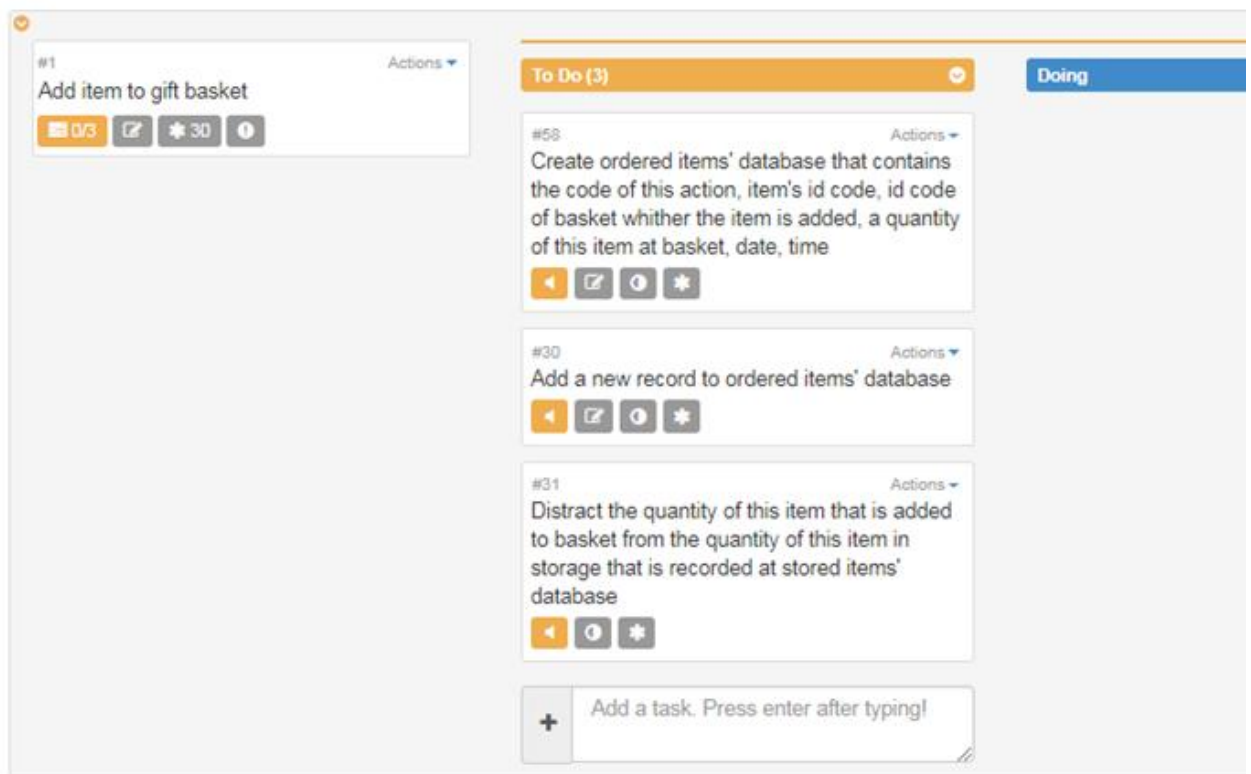 #1 Actions
Add item to gift basket
0/3 30
To Do (3)
#58 Actions
Create ordered items' database that contains
the code of this action, item's id code, id code
of basket whither the item is added, a quantity
of this item at basket, date, time
#30 Actions
Add a new record to ordered items' database
#31 Actions
Distract the quantity of this item that is added
to basket from the quantity of this item in
storage that is recorded at stored items'
database
+ Add a task. Press enter after typing!
Doing